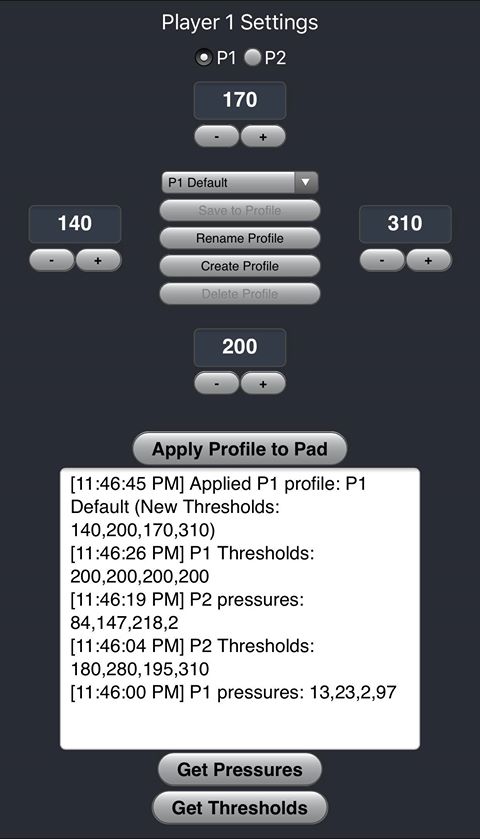 Player 1 Settings
P1 P2
170
- +
P1 Default
Save to Profile
140
310
Rename Profile
- +
- +
Create Profile
Delete Profile
200
- +
Apply Profile to Pad
[11:46:45 PM] Applied P1 profile: P1
Default (New Thresholds:
140,200,170,310)
[11:46:26 PM] P1 Thresholds:
200,200,200,200
[11:46:19 PM] P2 pressures:
84,147,218,2
[11:46:04 PM] P2 Thresholds:
180,280,195,310
[11:46:00 PM] P1 pressures: 13,23,2,97
Get Pressures
Get Thresholds